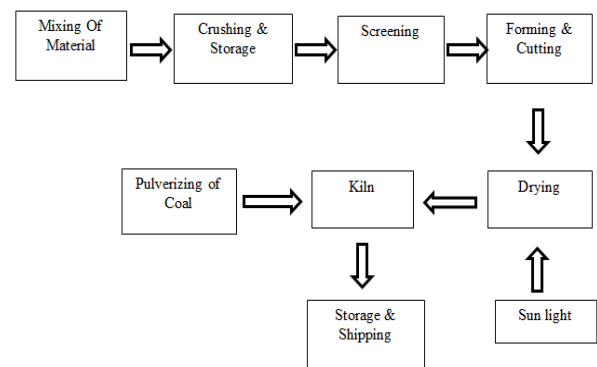 Mixing Of
Material
Crushing &
Storage
Screening
Forming &
Cutting
Pulverizing of
Coal
Kiln
Drying
Storage &
Shipping
Sun light